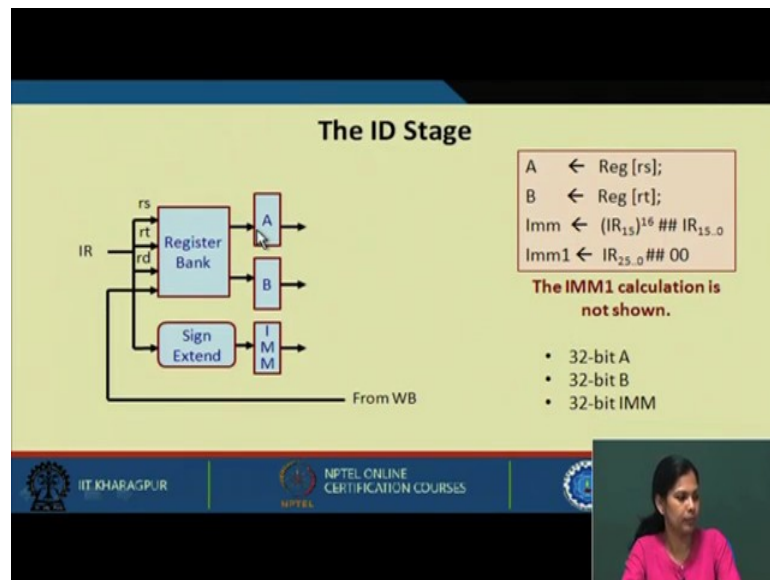 The ID Stage
rs
rt
rd
IR
Register
Bank
A
B
Sign
Extend
I
M
M
From WB
A ← Reg [rs];
B ← Reg [rt];
Imm ← (IR₁₅)¹⁶ ## IR₁₅..₀
Imm1 ← IR₂₅..₀ ## 00
The IMM1 calculation is
not shown.
• 32-bit A
• 32-bit B
• 32-bit IMM
IIT KHARAGPUR
NPTEL
NPTEL ONLINE
CERTIFICATION COURSES